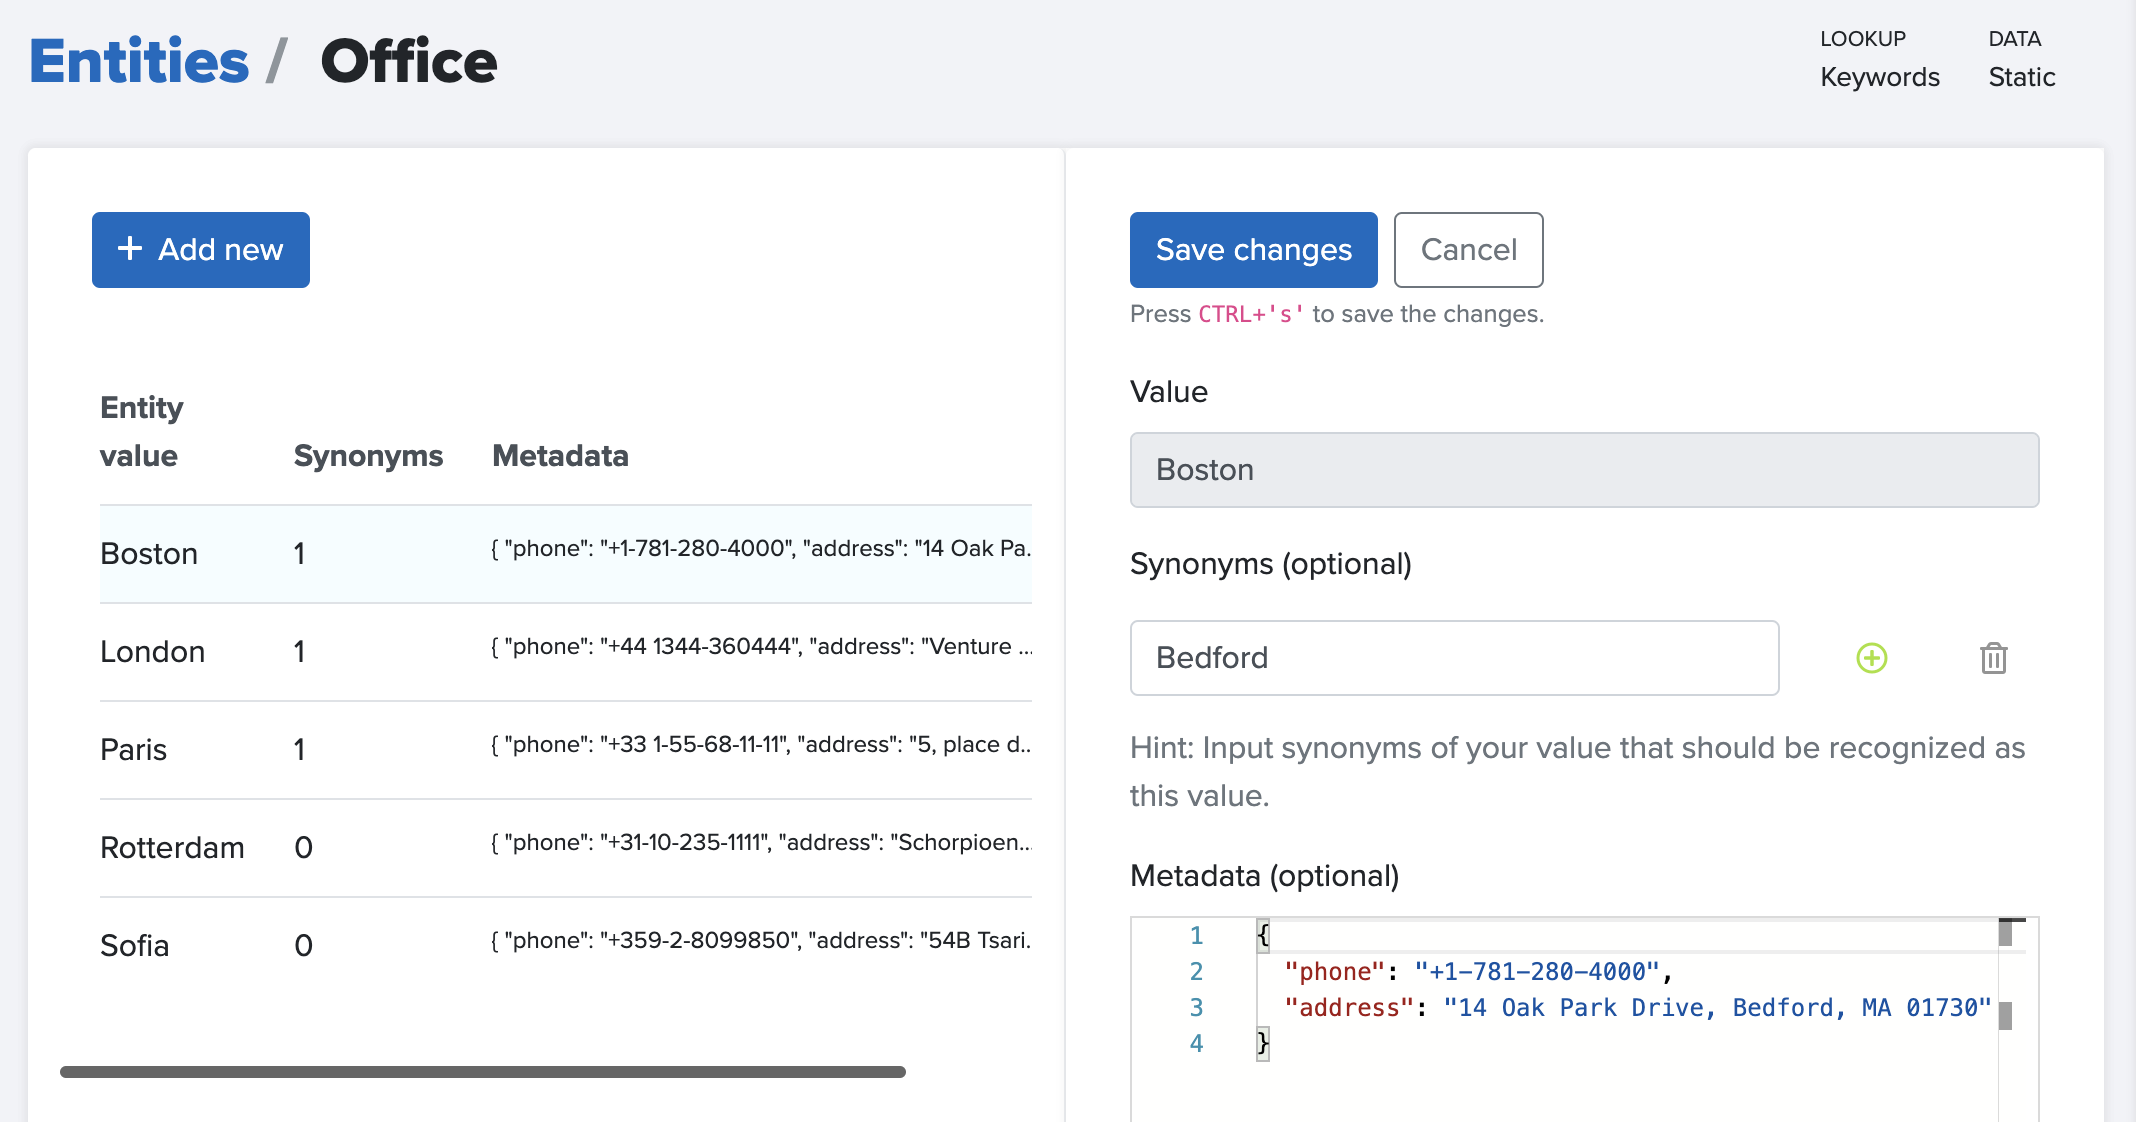 Entities / Office
LOOKUP
Keywords
DATA
Static
+ Add new
Entity value
Synonyms
Metadata
Boston 1 { "phone": "+1-781-280-4000", "address": "14 Oak Pa.
London 1 { "phone": "+44 1344-360444", "address": "Venture ...
Paris 1 { "phone": "+33 1-55-68-11-11", "address": "5, place d..
Rotterdam 0 { "phone": "+31-10-235-1111", "address": "Schorpioen...
Sofia 0 { "phone": "+359-2-8099850", "address": "54B Tsari.
Save changes
Cancel
Press CTRL+'s' to save the changes.
Value
Boston
Synonyms (optional)
Bedford
Hint: Input synonyms of your value that should be recognized as
this value.
Metadata (optional)
1 {
2 "phone": "+1-781-280-4000",
3 "address": "14 Oak Park Drive, Bedford, MA 01730"
4 }